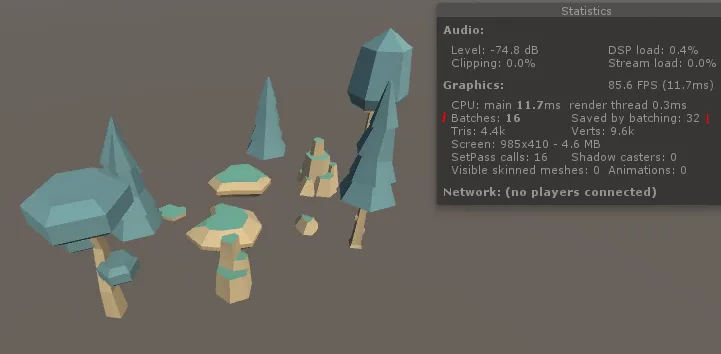 Statistics
Audio:
Level: -74.8 dB DSP load: 0.4%
Clipping: 0.0% Stream load: 0.0%
Graphics: 85.6 FPS (11.7ms)
CPU: main 11.7ms render thread 0.3ms
Batches: 16 Saved by batching: 32
Tris: 4.4k Verts: 9.6k
Screen: 985x410 - 4.6 MB
SetPass calls: 16 Shadow casters: 0
Visible skinned meshes: 0 Animations: 0
Network: (no players connected)